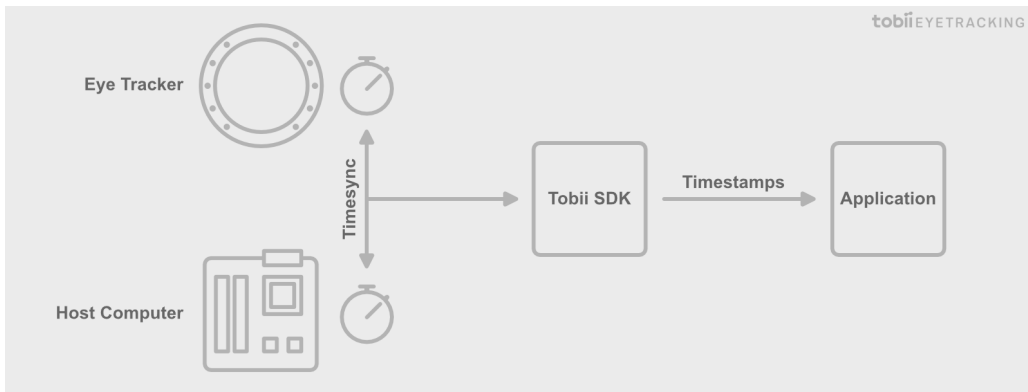 tobii EYETRACKING
Eye Tracker
Timesync
Tobii SDK
Timestamps
Application
Host Computer